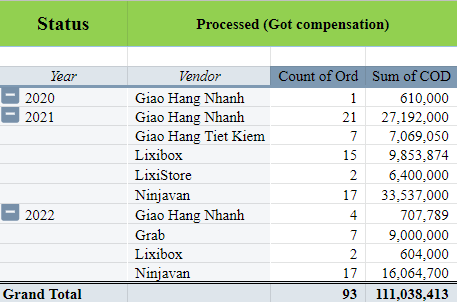 Status Processed (Got compensation)
Year Vendor Count of Ord Sum of COD
2020 Giao Hang Nhanh 1 610,000
2021 Giao Hang Nhanh 21 27,192,000
Giao Hang Tiet Kiem 7 7,069,050
Lixibox 15 9,853,874
LixiStore 2 6,400,000
Ninjavan 17 33,537,000
2022 Giao Hang Nhanh 4 707,789
Grab 7 9,000,000
Lixibox 2 604,000
Ninjavan 17 16,064,700
Grand Total 93 111,038,413